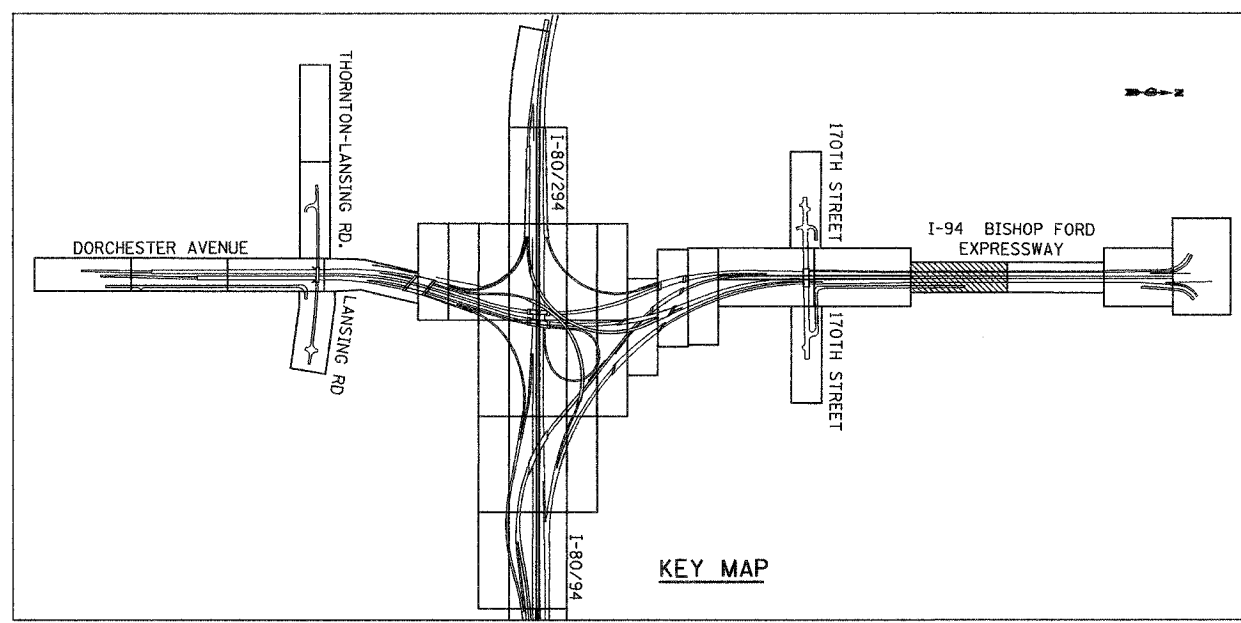 THORNTON-LANSING RD.
I-80/294
N
170TH STREET
I-94 BISHOP FORD
EXPRESSWAY
DORCHESTER AVENUE
LANSING RD
170TH STREET
I-80/94
KEY MAP